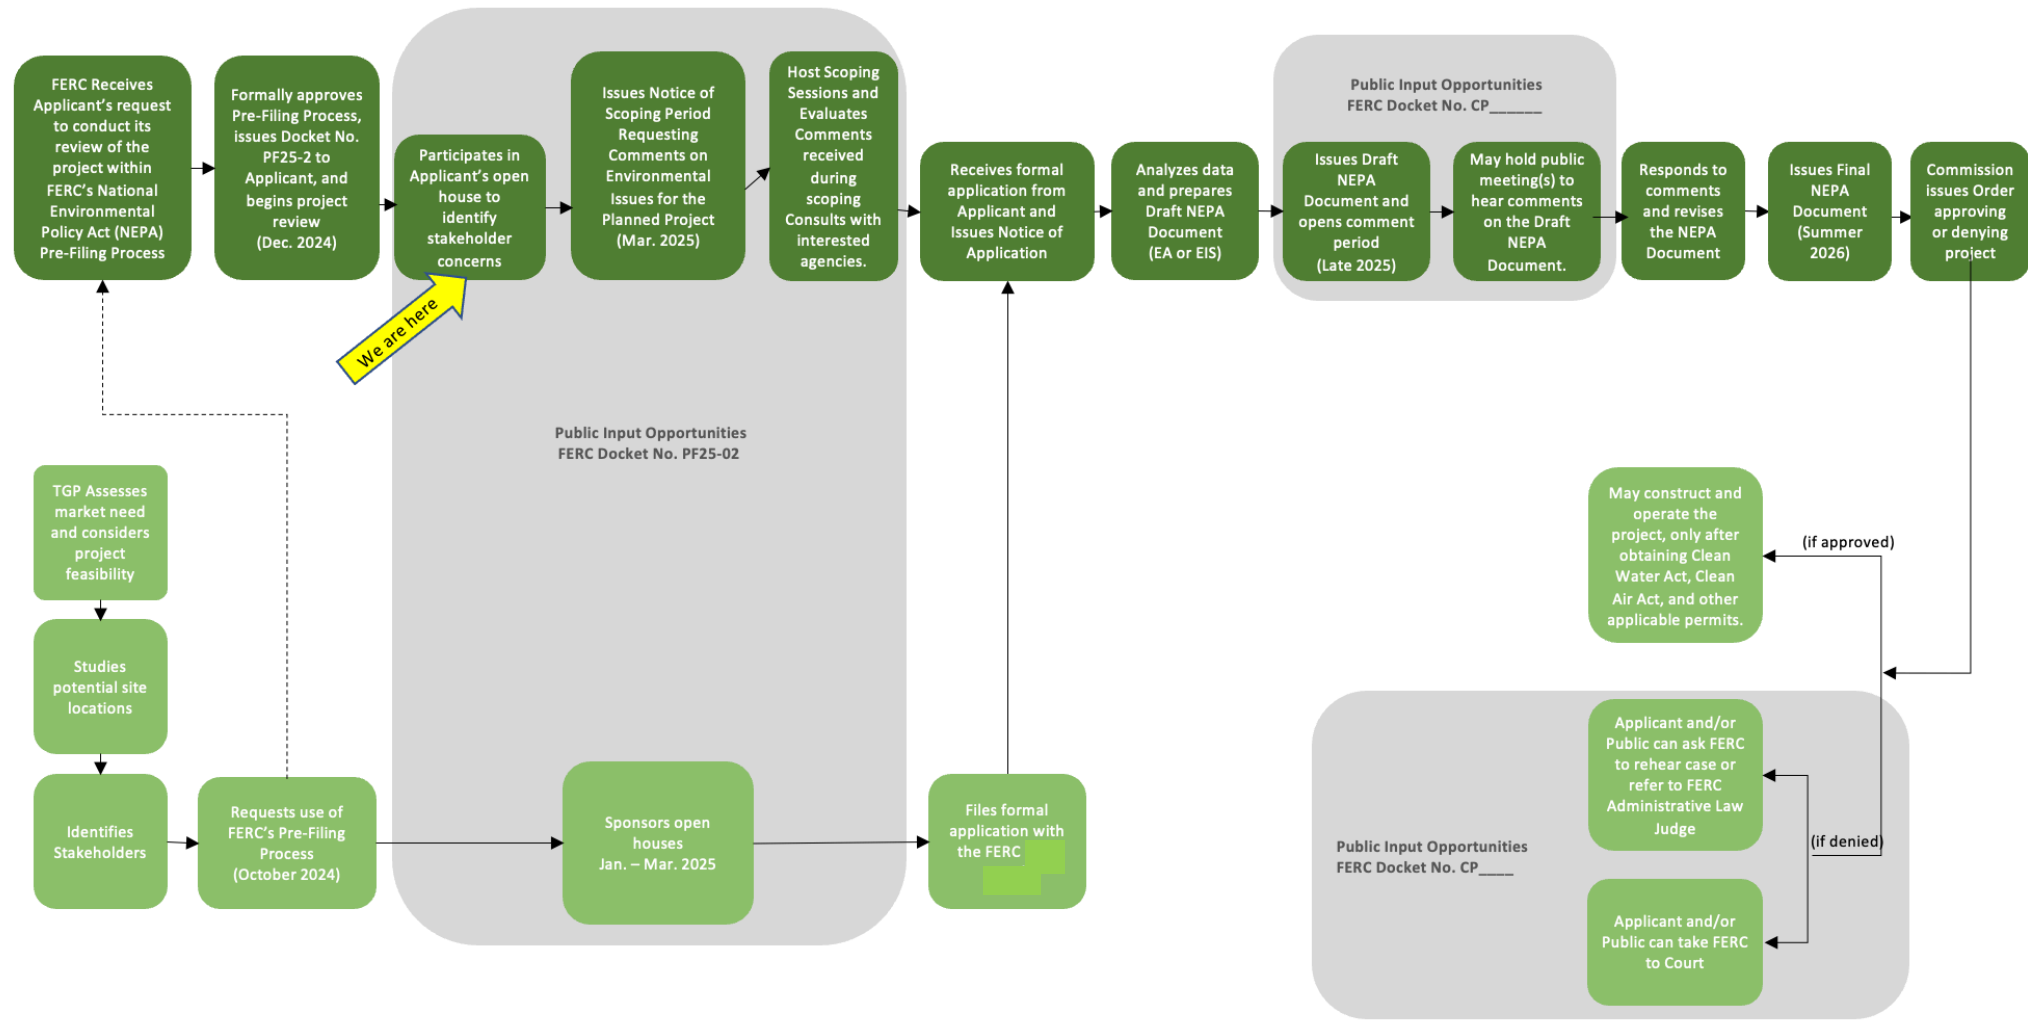 FERC Receives
Applicant's request
to conduct its
review of the
project within
FERC's National
Environmental
Policy Act (NEPA)
Pre-Filing Process
Formally approves
Pre-Filing Process,
issues Docket No.
PF25-2 to
Applicant, and
begins project
review
(Dec. 2024)
Participates in
Applicant's open
house to
identify
stakeholder
concerns
We are here
Issues Notice of
Scoping Period
Requesting
Comments on
Environmental
Issues for the
Planned Project
(Mar. 2025)
Host Scoping
Sessions and
Evaluates
Comments
received
during
scoping
Consults with
interested
agencies.
Receives formal
application from
Applicant and
Issues Notice of
Application
Analyzes data
and prepares
Draft NEPA
Document
(EA or EIS)
Public Input Opportunities
FERC Docket No. CP______
Issues Draft
NEPA
Document and
opens comment
period
(Late 2025)
May hold public
meeting(s) to
hear comments
on the Draft
NEPA
Document.
Responds to
comments
and revises
the NEPA
Document
Issues Final
NEPA
Document
(Summer
2026)
Commission
issues Order
approving
or denying
project
Public Input Opportunities
FERC Docket No. PF25-02
TGP Assesses
market need
and considers
project
feasibility
Studies
potential site
locations
Identifies
Stakeholders
Requests use of
FERC's Pre-Filing
Process
(October 2024)
Sponsors open
houses
Jan. – Mar. 2025
Files formal
application with
the FERC
May construct and
operate the
project, only after
obtaining Clean
Water Act, Clean
Air Act, and other
applicable permits.
(if approved)
Applicant and/or
Public can ask FERC
to rehear case or
refer to FERC
Administrative Law
Judge
(if denied)
Public Input Opportunities
FERC Docket No. CP____
Applicant and/or
Public can take FERC
to Court